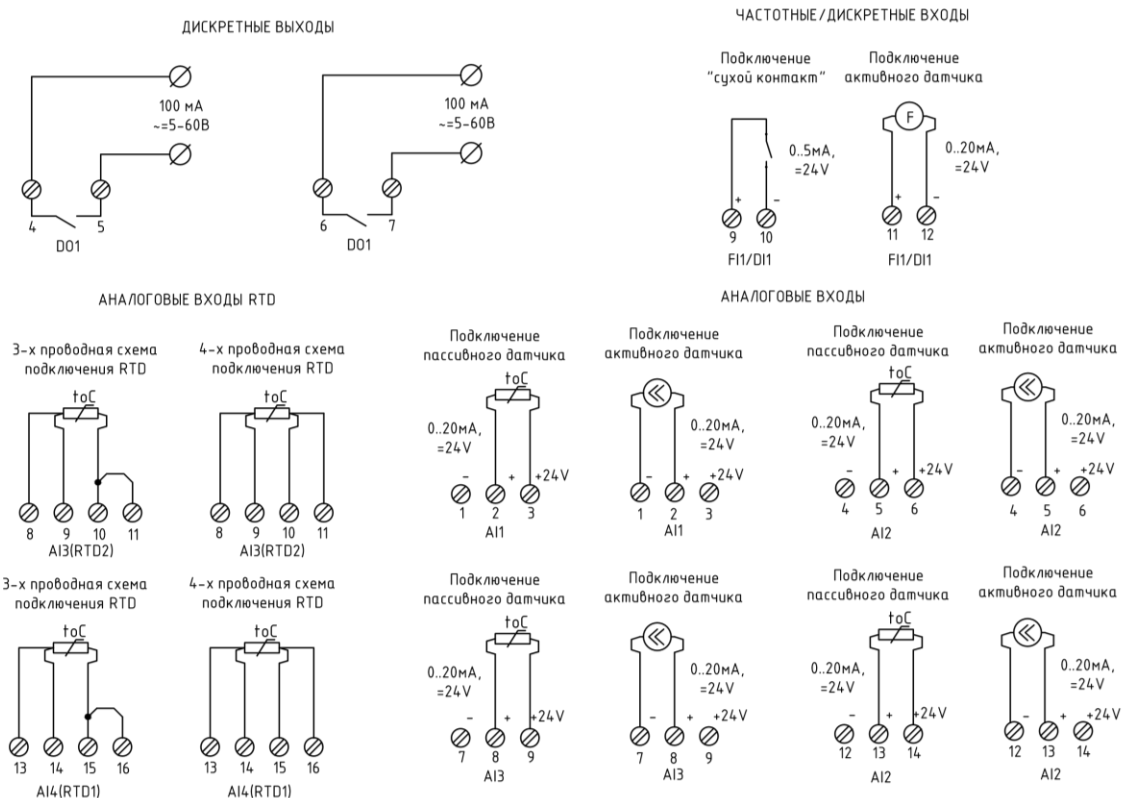 ДИСКРЕТНЫЕ ВЫХОДЫ
100 мА
~=5-60В
4
5
DO1
100 мА
~=5-60В
6
7
DO1
ЧАСТОТНЫЕ/ДИСКРЕТНЫЕ ВХОДЫ
Подключение
"сухой контакт"
0..5мА,
=24V
+
-
9
10
FI1/DI1
Подключение
активного датчика
F
0..20мА,
=24V
+
-
11
12
FI1/DI1
АНАЛОГОВЫЕ ВХОДЫ RTD
3-х проводная схема
подключения RTD
toC
8
9
10
11
AI3(RTD2)
4-х проводная схема
подключения RTD
toC
8
9
10
11
AI3(RTD2)
3-х проводная схема
подключения RTD
toC
13
14
15
16
AI4(RTD1)
4-х проводная схема
подключения RTD
toC
13
14
15
16
AI4(RTD1)
АНАЛОГОВЫЕ ВХОДЫ
Подключение
пассивного датчика
toC
0..20мА,
=24V
-
+
+24V
1
2
3
AI1
Подключение
активного датчика
0..20мА,
=24V
-
+
+24V
1
2
3
AI1
Подключение
пассивного датчика
toC
0..20мА,
=24V
-
+
+24V
4
5
6
AI2
Подключение
активного датчика
0..20мА,
=24V
-
+
+24V
4
5
6
AI2
Подключение
пассивного датчика
toC
0..20мА,
=24V
-
+
+24V
7
8
9
AI3
Подключение
активного датчика
0..20мА,
=24V
-
+
+24V
7
8
9
AI3
Подключение
пассивного датчика
toC
0..20мА,
=24V
-
+
+24V
12
13
14
AI2
Подключение
активного датчика
0..20мА,
=24V
-
+
+24V
12
13
14
AI2